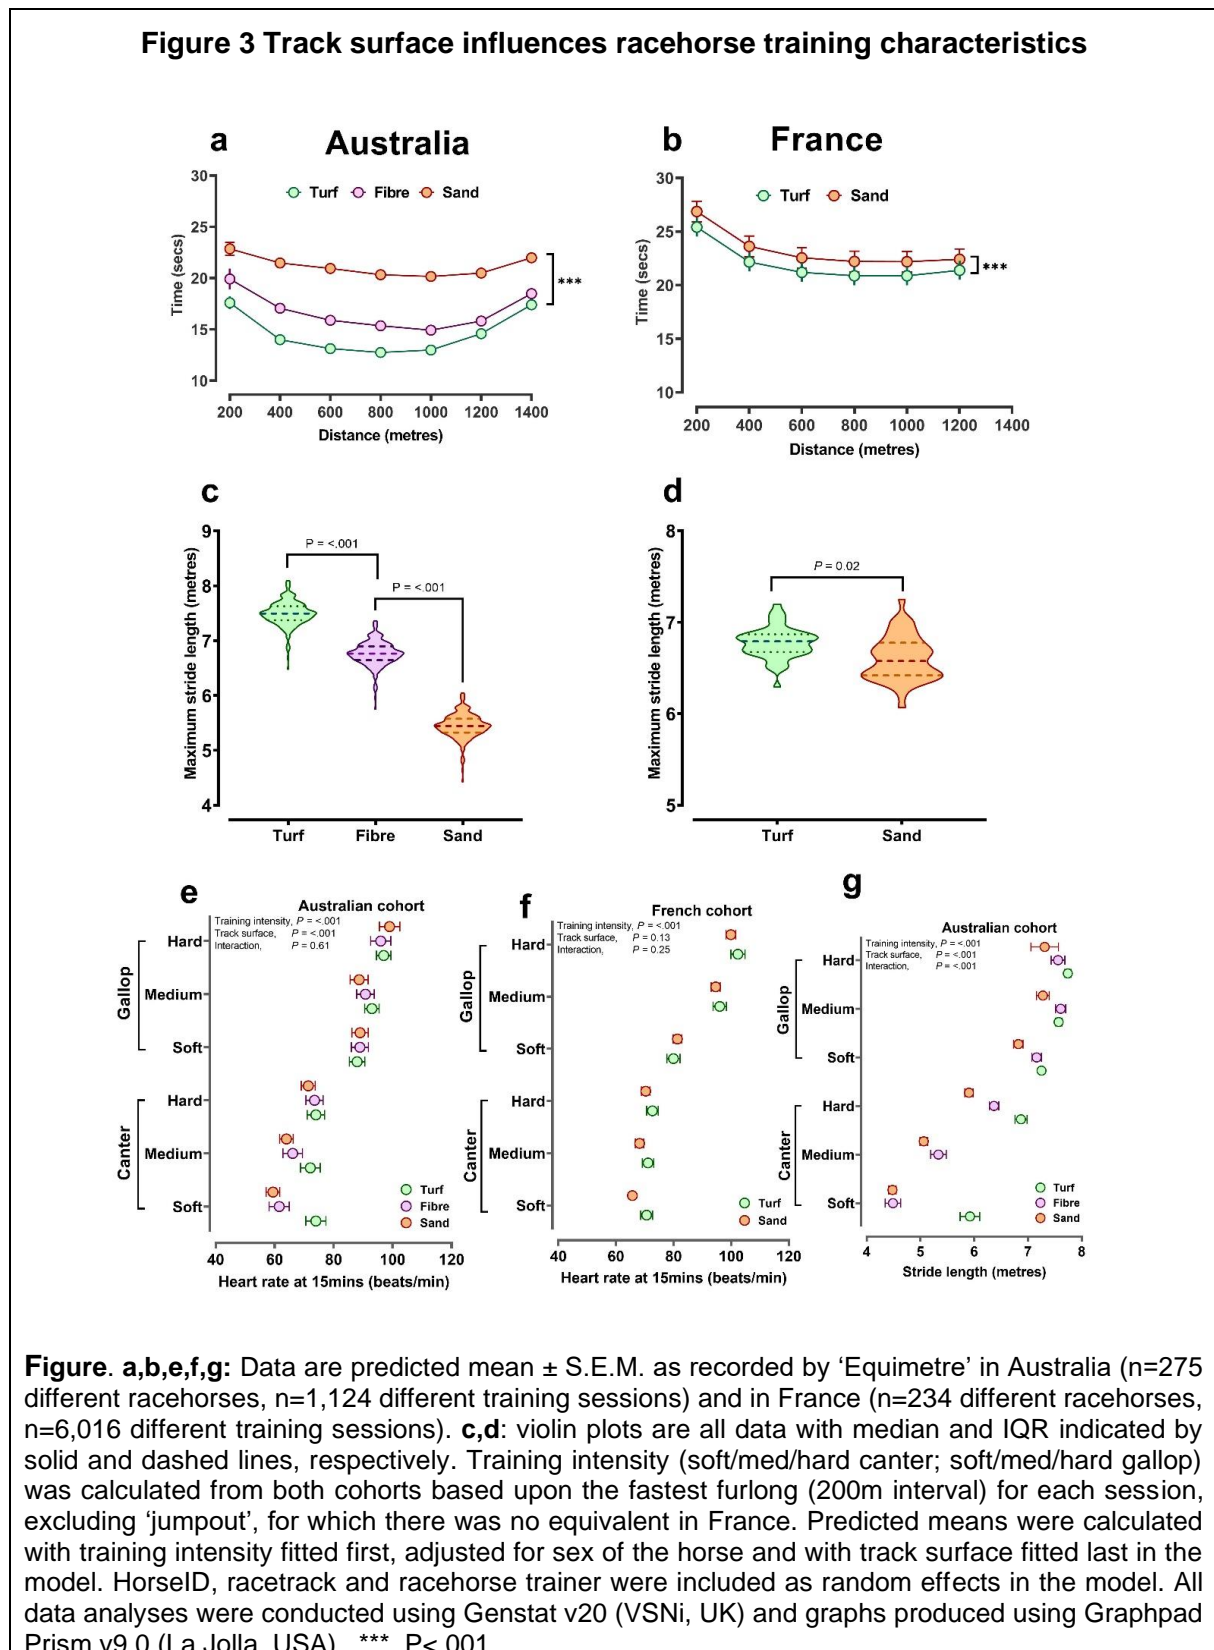 Figure 3 Track surface influences racehorse training characteristics
a
Australia
30
25
20
15
10
Time (secs)
Turf Fibre Sand
***
200 400 600 800 1000 1200 1400
Distance (metres)
b
France
30
25
20
15
10
Time (secs)
Turf Sand
***
200 400 600 800 1000 1200 1400
Distance (metres)
c
9
8
7
6
5
4
Maximum stride length (metres)
P = <.001
P = <.001
Turf Fibre Sand
d
8
7
6
5
Maximum stride length (metres)
P = 0.02
Turf Sand
e
Australian cohort
Training intensity, P = <.001
Track surface, P = <.001
Interaction, P = 0.61
Gallop
Hard
Medium
Soft
Canter
Hard
Medium
Soft
Turf
Fibre
Sand
40 60 80 100 120
Heart rate at 15mins (beats/min)
f
French cohort
Training intensity, P = <.001
Track surface, P = 0.13
Interaction, P = 0.25
Gallop
Hard
Medium
Soft
Canter
Hard
Medium
Soft
Turf
Sand
40 60 80 100 120
Heart rate at 15mins (beats/min)
g
Australian cohort
Training intensity, P = <.001
Track surface, P = <.001
Interaction, P = <.001
Gallop
Hard
Medium
Soft
Canter
Hard
Medium
Soft
Turf
Fibre
Sand
4 5 6 7 8
Stride length (metres)
Figure. a,b,e,f,g: Data are predicted mean ± S.E.M. as recorded by ‘Equimetre’ in Australia (n=275
different racehorses, n=1,124 different training sessions) and in France (n=234 different racehorses,
n=6,016 different training sessions). c,d: violin plots are all data with median and IQR indicated by
solid and dashed lines, respectively. Training intensity (soft/med/hard canter; soft/med/hard gallop)
was calculated from both cohorts based upon the fastest furlong (200m interval) for each session,
excluding ‘jumpout’, for which there was no equivalent in France. Predicted means were calculated
with training intensity fitted first, adjusted for sex of the horse and with track surface fitted last in the
model. HorseID, racetrack and racehorse trainer were included as random effects in the model. All
data analyses were conducted using Genstat v20 (VSNi, UK) and graphs produced using Graphpad
Prism v9.0 (La Jolla, USA). ***, P<.001